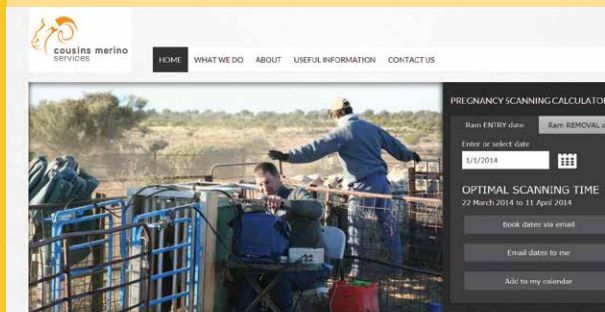 cousins merino
services
HOME WHAT WE DO ABOUT USEFUL INFORMATION CONTACT US
PREGNANCY SCANNING CALCULATOR
Ram ENTRY date Ram REMOVAL d
Enter or select date
1/1/2014
OPTIMAL SCANNING TIME
22 March 2014 to 11 April 2014
Book dates via email
Email dates to me
Add to my calendar